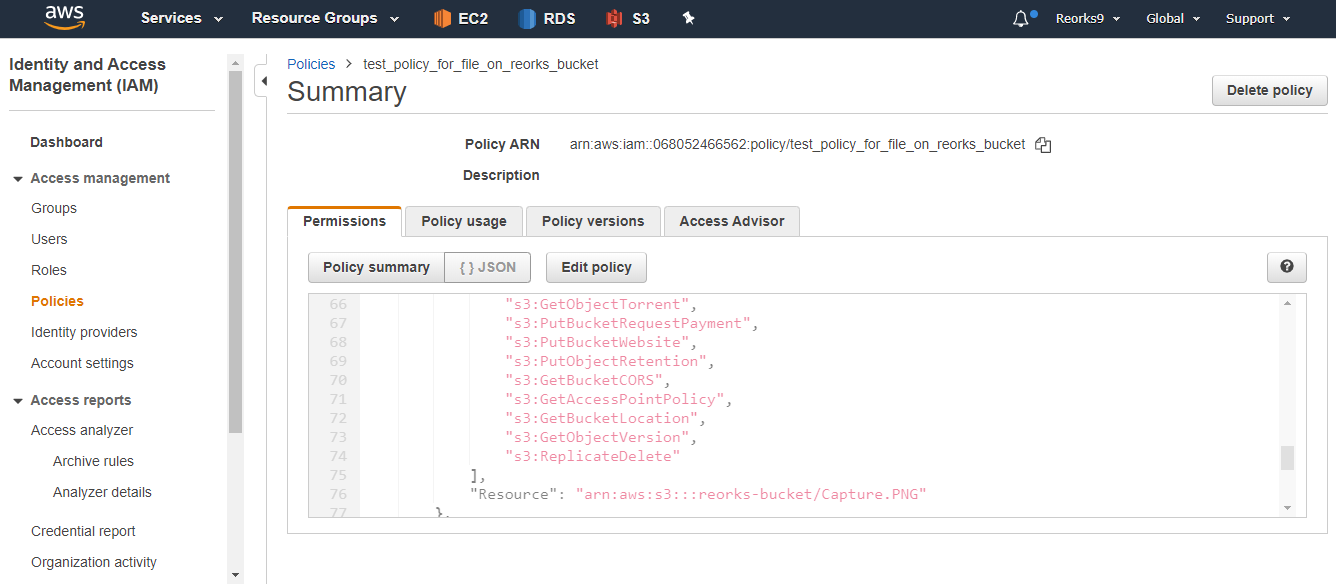 aws
Services
Resource Groups
EC2
RDS
S3
Reorks9
Global
Support
Identity and Access
Management (IAM)
Dashboard
Access management
Groups
Users
Roles
Policies
Identity providers
Account settings
Access reports
Access analyzer
Archive rules
Analyzer details
Credential report
Organization activity
Policies > test_policy_for_file_on_reorks_bucket
Summary
Delete policy
Policy ARN arn:aws:iam::068052466562:policy/test_policy_for_file_on_reorks_bucket
Description
Permissions
Policy usage
Policy versions
Access Advisor
Policy summary
{ } JSON
Edit policy
?
66 "s3:GetObjectTorrent",
67 "s3:PutBucketRequestPayment",
68 "s3:PutBucketWebsite",
69 "s3:PutObjectRetention",
70 "s3:GetBucketCORS",
71 "s3:GetAccessPointPolicy",
72 "s3:GetBucketLocation",
73 "s3:GetObjectVersion",
74 "s3:ReplicateDelete"
75 ],
76 "Resource": "arn:aws:s3:::reorks-bucket/Capture.PNG"
77 },